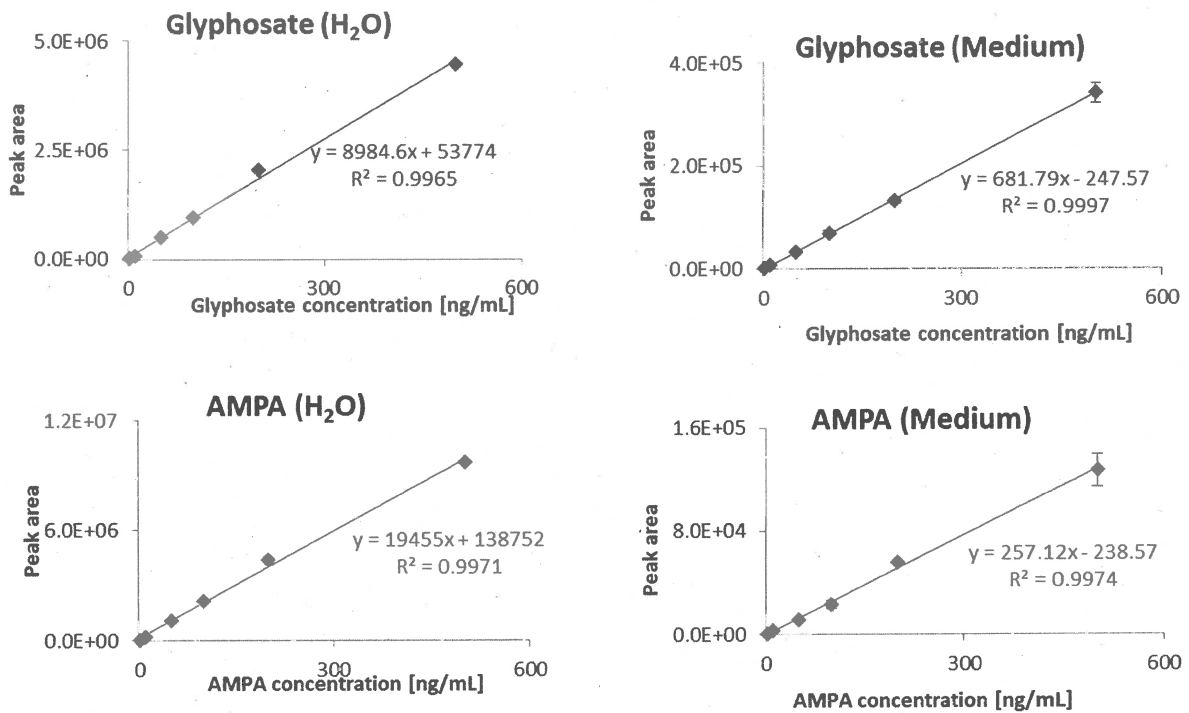 Glyphosate (H₂O)
5.0E+06
2.5E+06
0.0E+00
Peak area
y = 8984.6x + 53774
R² = 0.9965
0
300
600
Glyphosate concentration [ng/mL]
Glyphosate (Medium)
4.0E+05
2.0E+05
0.0E+00
Peak area
y = 681.79x - 247.57
R² = 0.9997
0
300
600
Glyphosate concentration [ng/mL]
AMPA (H₂O)
1.2E+07
6.0E+06
0.0E+00
Peak area
y = 19455x + 138752
R² = 0.9971
0
300
600
AMPA concentration [ng/mL]
AMPA (Medium)
1.6E+05
8.0E+04
0.0E+00
Peak area
y = 257.12x - 238.57
R² = 0.9974
0
300
600
AMPA concentration [ng/mL]